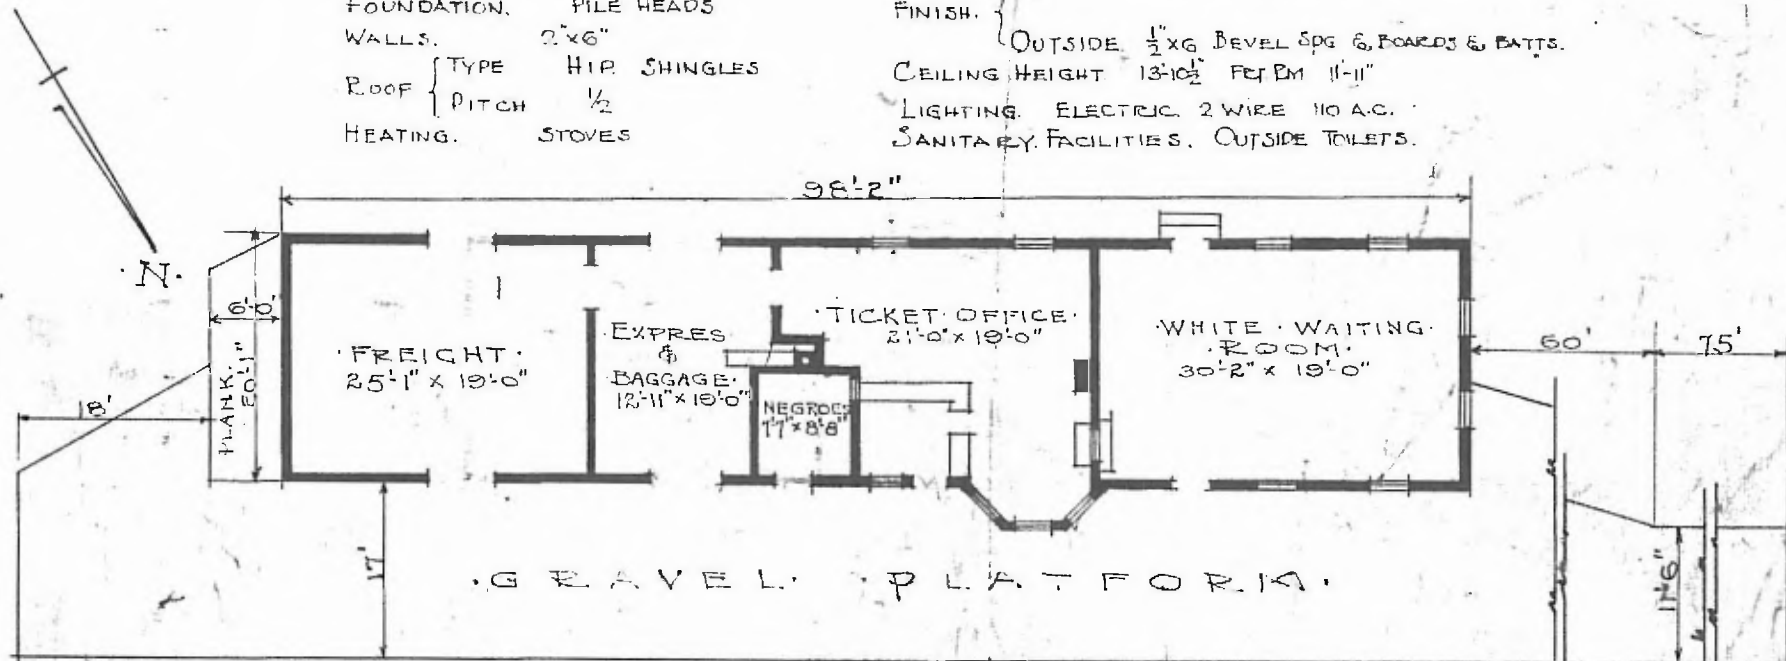 FOUNDATION. PILE HEADS
WALLS. 2"x6"
ROOF { TYPE HIP. SHINGLES
PITCH 1/2
HEATING. STOVES
FINISH. {
OUTSIDE 1/2"x6 BEVEL SDG & BOARDS & BATTS.
CEILING HEIGHT 13'-10 1/2" FGT RM 11'-11"
LIGHTING. ELECTRIC. 2 WIRE 110 A.C.
SANITARY. FACILITIES. OUTSIDE TOILETS.
98'-2"
·N·
6'-0"
PLANK.
20'-1"
18'
·FREIGHT·
25'-1" x 19'-0"
·EXPRES
&
BAGGAGE·
12'-11" x 19'-0"
NEGROES
7'7" x 8'8"
·TICKET·OFFICE·
21'-0" x 19'-0"
·WHITE·WAITING·
·ROOM·
30'-2" x 19'-0"
60'
75'
17'
·GRAVEL· ·PLATFORM·